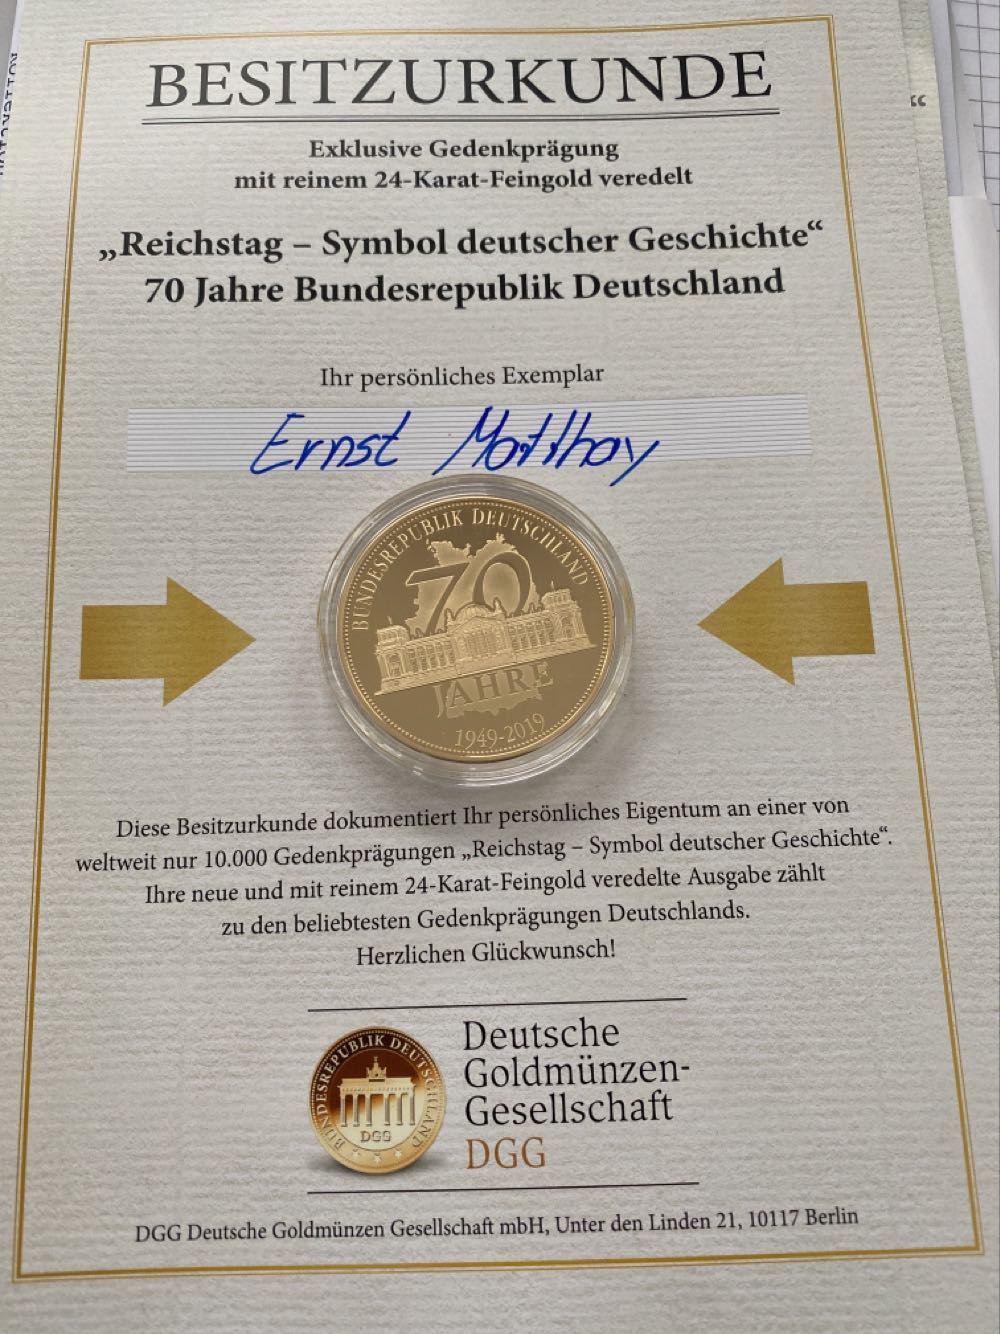 BESITZURKUNDE
Exklusive Gedenkprägung
mit reinem 24-Karat-Feingold veredelt
„Reichstag – Symbol deutscher Geschichte“
70 Jahre Bundesrepublik Deutschland
Ihr persönliches Exemplar
Ernst Matthay
BUNDESREPUBLIK DEUTSCHLAND
70
JAHRE
1949-2019
Diese Besitzurkunde dokumentiert Ihr persönliches Eigentum an einer von
weltweit nur 10.000 Gedenkprägungen „Reichstag – Symbol deutscher Geschichte“.
Ihre neue und mit reinem 24-Karat-Feingold veredelte Ausgabe zählt
zu den beliebtesten Gedenkprägungen Deutschlands.
Herzlichen Glückwunsch!
BUNDESREPUBLIK DEUTSCHLAND
DGG
Deutsche
Goldmünzen-
Gesellschaft
DGG
DGG Deutsche Goldmünzen Gesellschaft mbH, Unter den Linden 21, 10117 Berlin